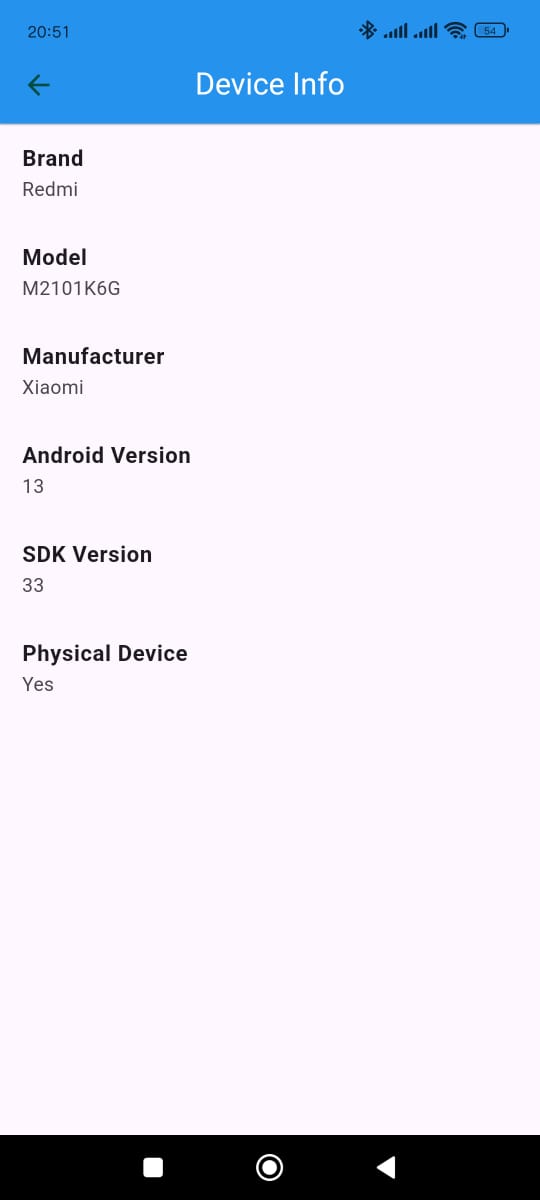 20:51
54
Device Info
Brand
Redmi
Model
M2101K6G
Manufacturer
Xiaomi
Android Version
13
SDK Version
33
Physical Device
Yes